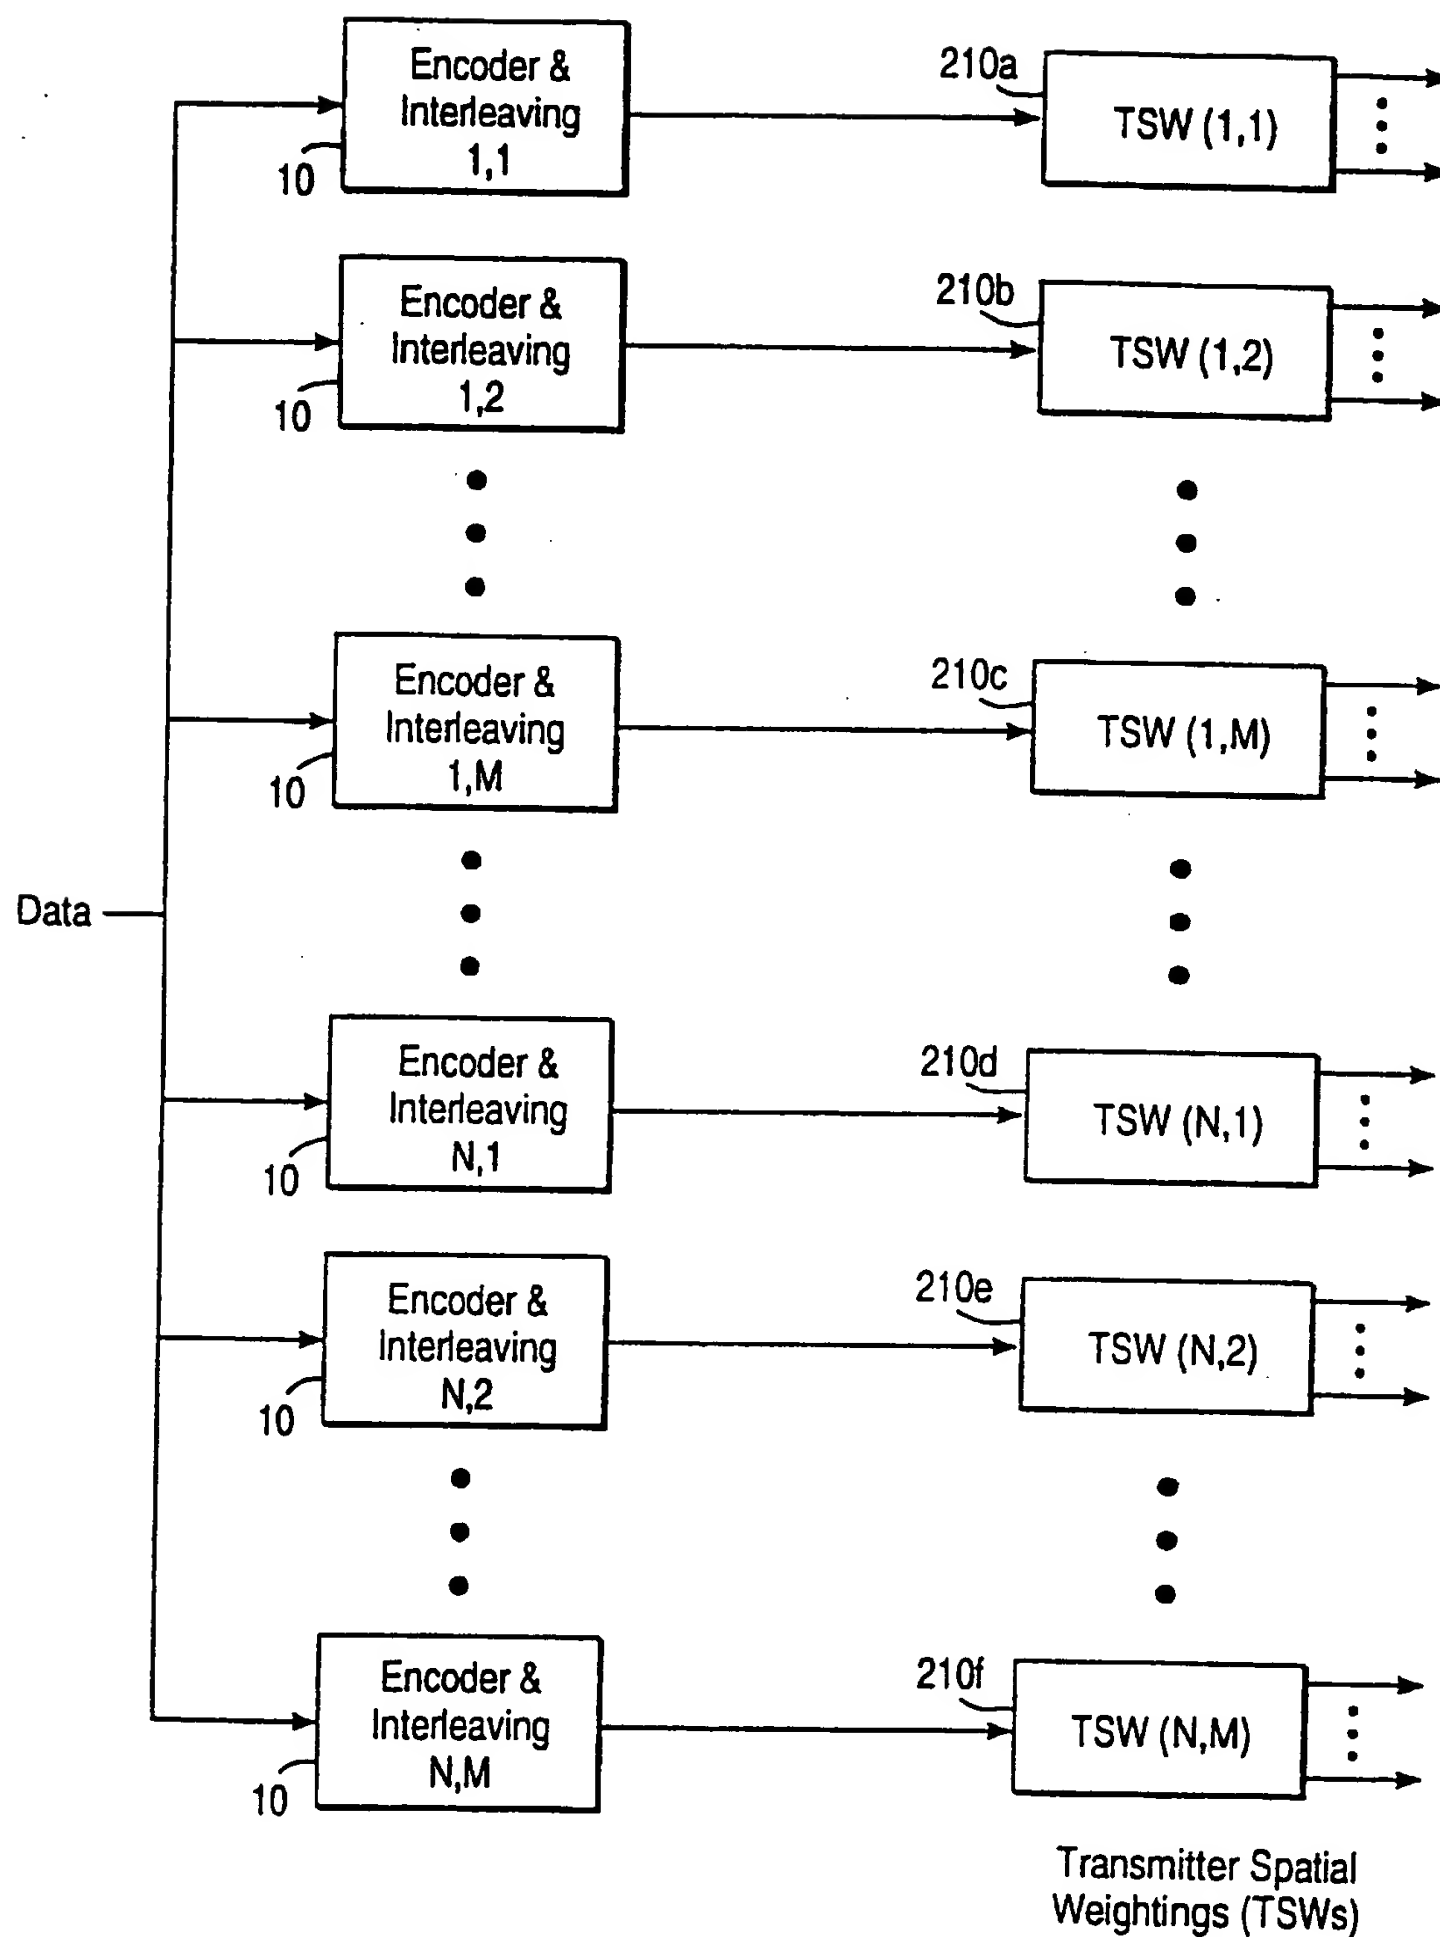 Encoder &
Interleaving
1,1
10
210a
TSW (1,1)
Encoder &
Interleaving
1,2
10
210b
TSW (1,2)
Encoder &
Interleaving
1,M
10
210c
TSW (1,M)
Data
Encoder &
Interleaving
N,1
10
210d
TSW (N,1)
Encoder &
Interleaving
N,2
10
210e
TSW (N,2)
Encoder &
Interleaving
N,M
10
210f
TSW (N,M)
Transmitter Spatial
Weightings (TSWs)